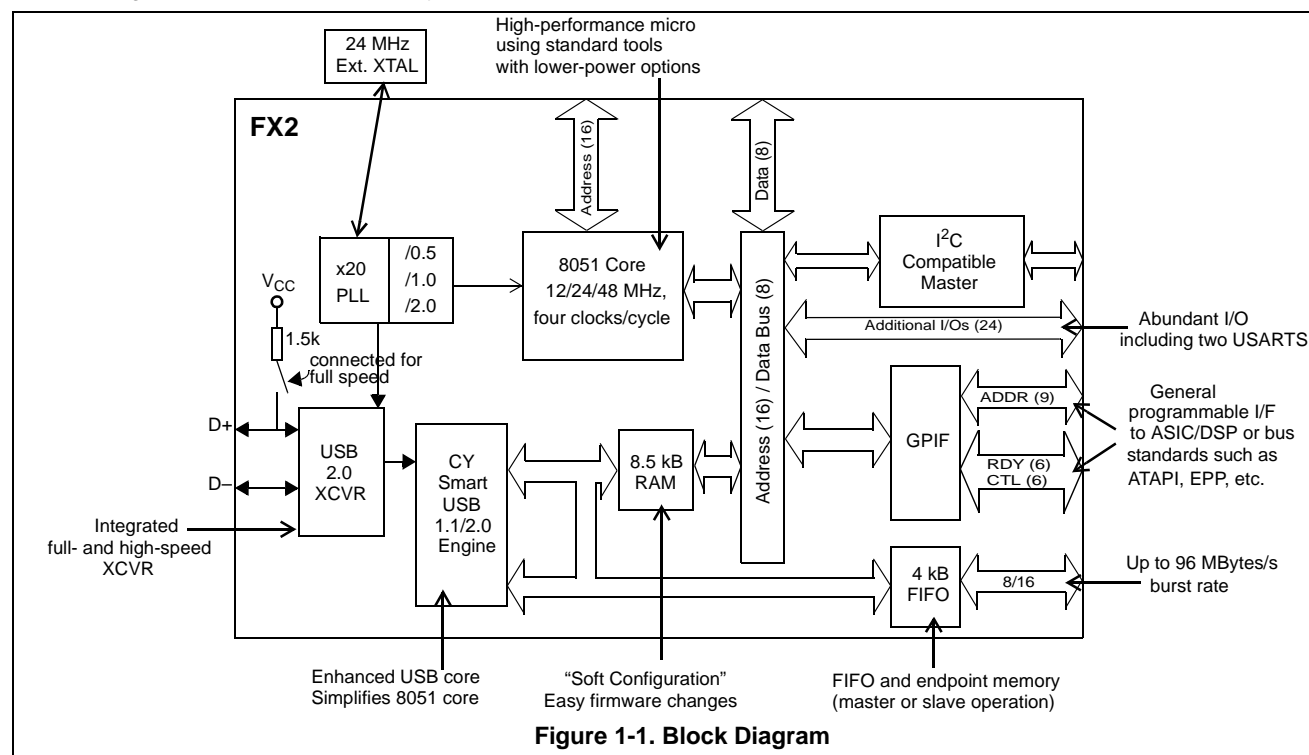 High-performance micro
using standard tools
with lower-power options
24 MHz
Ext. XTAL
FX2
Address (16)
Data (8)
x20
PLL
/0.5
/1.0
/2.0
8051 Core
12/24/48 MHz,
four clocks/cycle
I²C
Compatible
Master
VCC
1.5k
connected for
full speed
Address (16) / Data Bus (8)
Additional I/Os (24)
Abundant I/O
including two USARTS
ADDR (9)
GPIF
RDY (6)
CTL (6)
General
programmable I/F
to ASIC/DSP or bus
standards such as
ATAPI, EPP, etc.
D+
D–
USB
2.0
XCVR
CY
Smart
USB
1.1/2.0
Engine
8.5 kB
RAM
Integrated
full- and high-speed
XCVR
4 kB
FIFO
8/16
Up to 96 MBytes/s
burst rate
Enhanced USB core
Simplifies 8051 core
“Soft Configuration”
Easy firmware changes
FIFO and endpoint memory
(master or slave operation)
Figure 1-1. Block Diagram